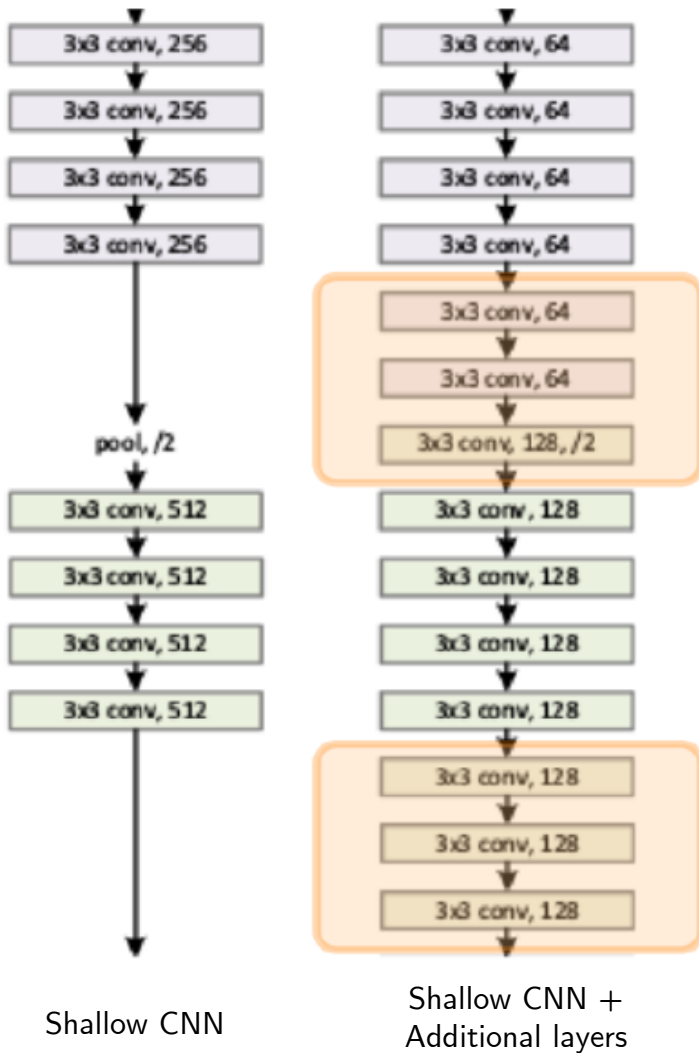 3x3 conv, 256
3x3 conv, 256
3x3 conv, 256
3x3 conv, 256
pool, /2
3x3 conv, 512
3x3 conv, 512
3x3 conv, 512
3x3 conv, 512
Shallow CNN
3x3 conv, 64
3x3 conv, 64
3x3 conv, 64
3x3 conv, 64
3x3 conv, 64
3x3 conv, 64
3x3 conv, 128, /2
3x3 conv, 128
3x3 conv, 128
3x3 conv, 128
3x3 conv, 128
3x3 conv, 128
3x3 conv, 128
3x3 conv, 128
Shallow CNN +
Additional layers